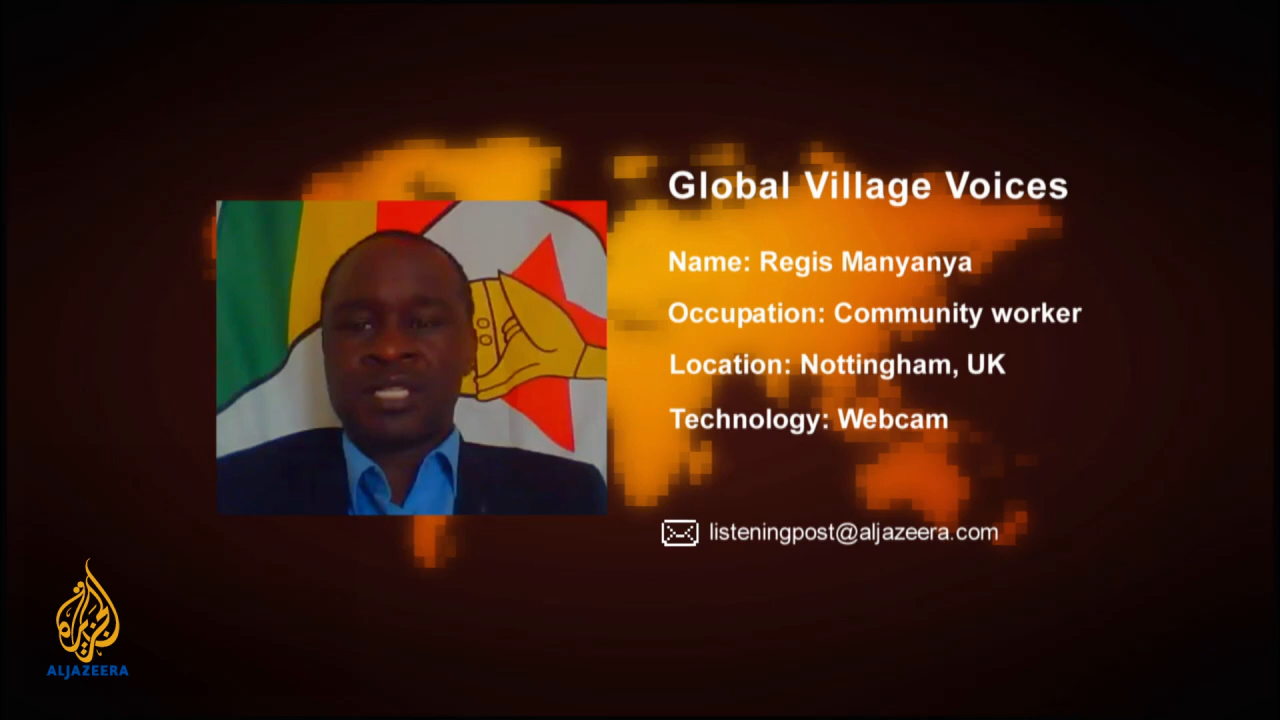 Global Village Voices
Name: Regis Manyanya
Occupation: Community worker
Location: Nottingham, UK
Technology: Webcam
listeningpost@aljazeera.com
الجزيرة
ALJAZEERA